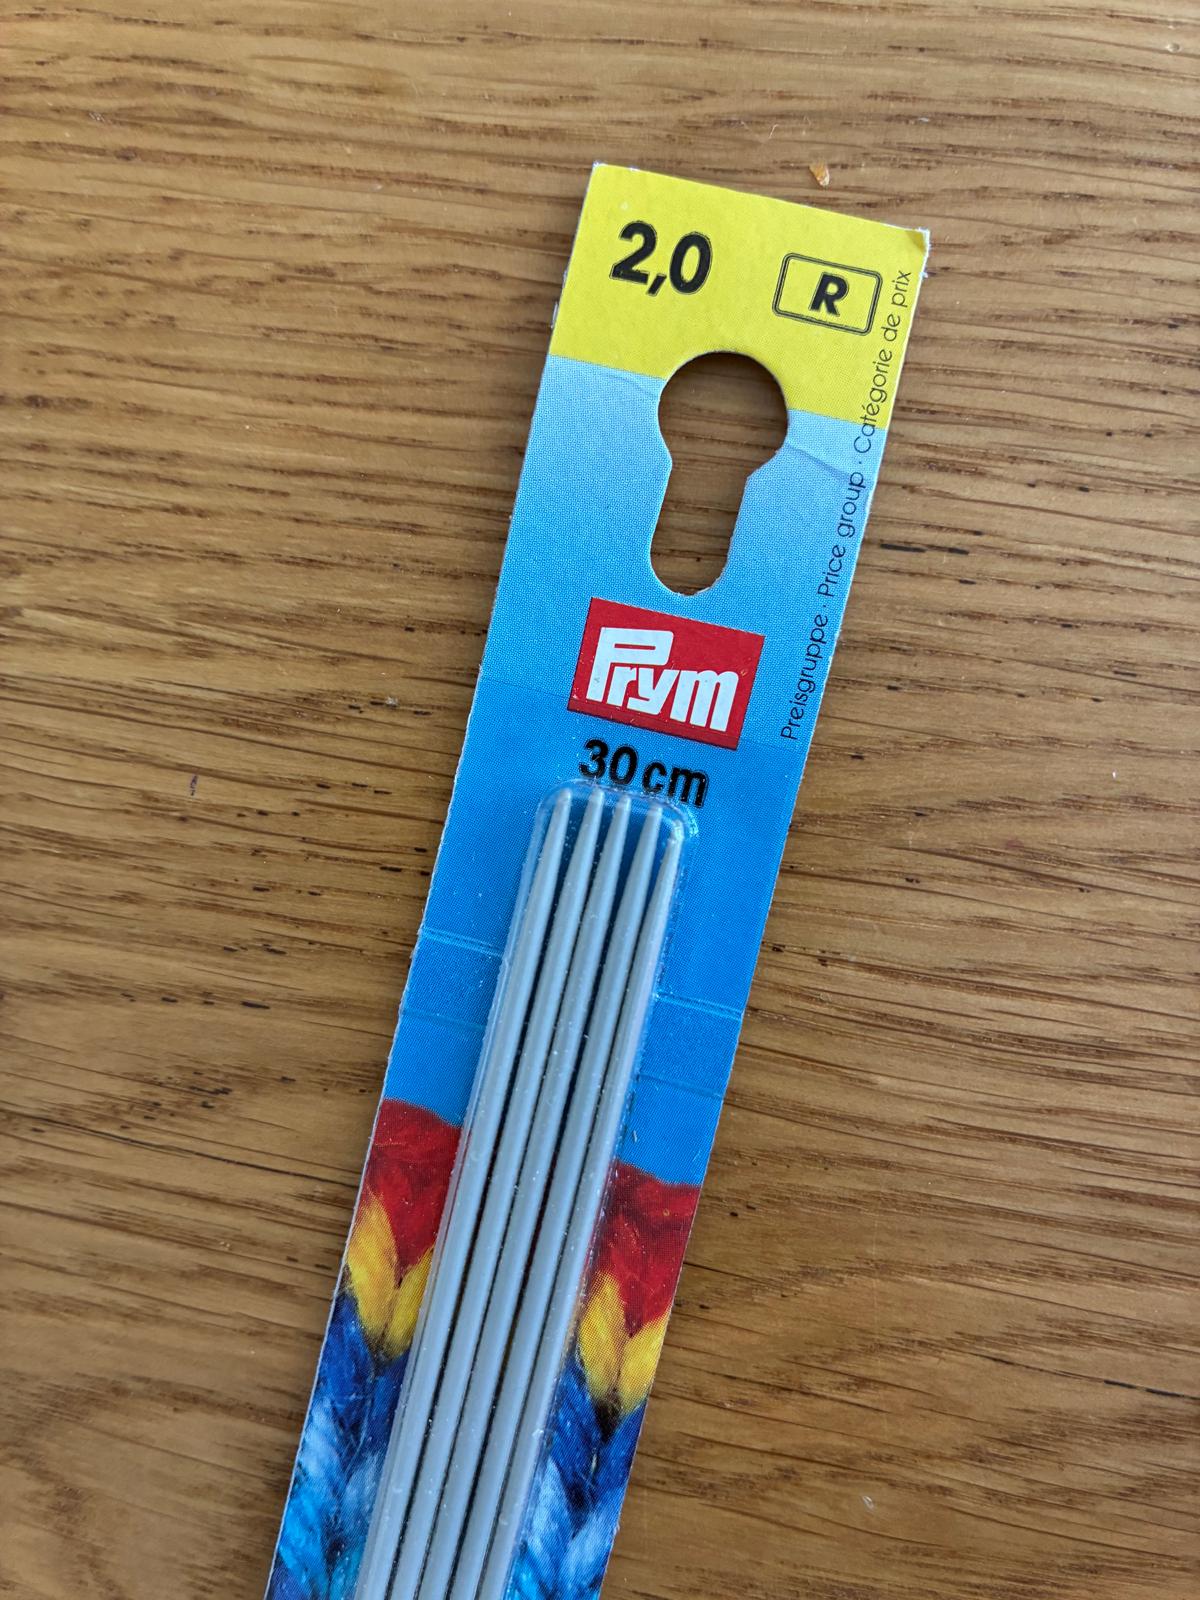 2,0
R
Preisgruppe · Price group · Catégorie de prix
Prym
30 cm